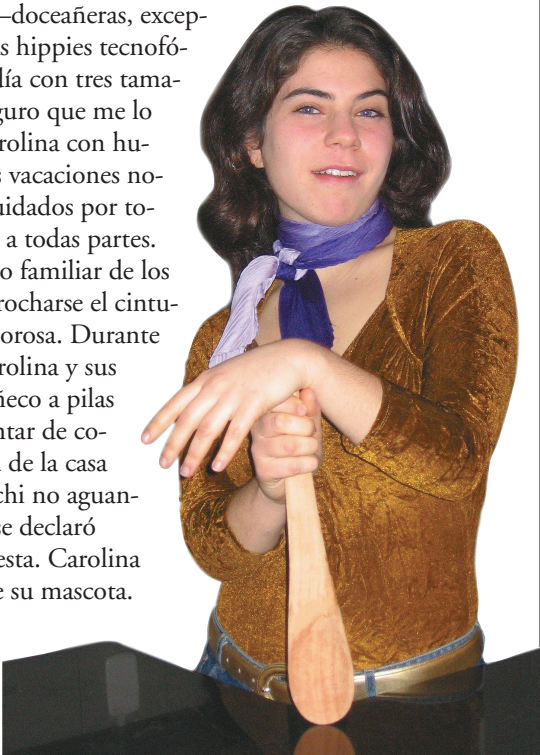 –doceañeras, excep-
s hippies tecnofó-
día con tres tama-
guro que me lo
rolina con hu-
s vacaciones no-
uidados por to-
a todas partes.
o familiar de los
rocharse el cintu-
orosa. Durante
rolina y sus
ñeco a pilas
ntar de co-
de la casa
chi no aguan-
se declaró
esta. Carolina
e su mascota.